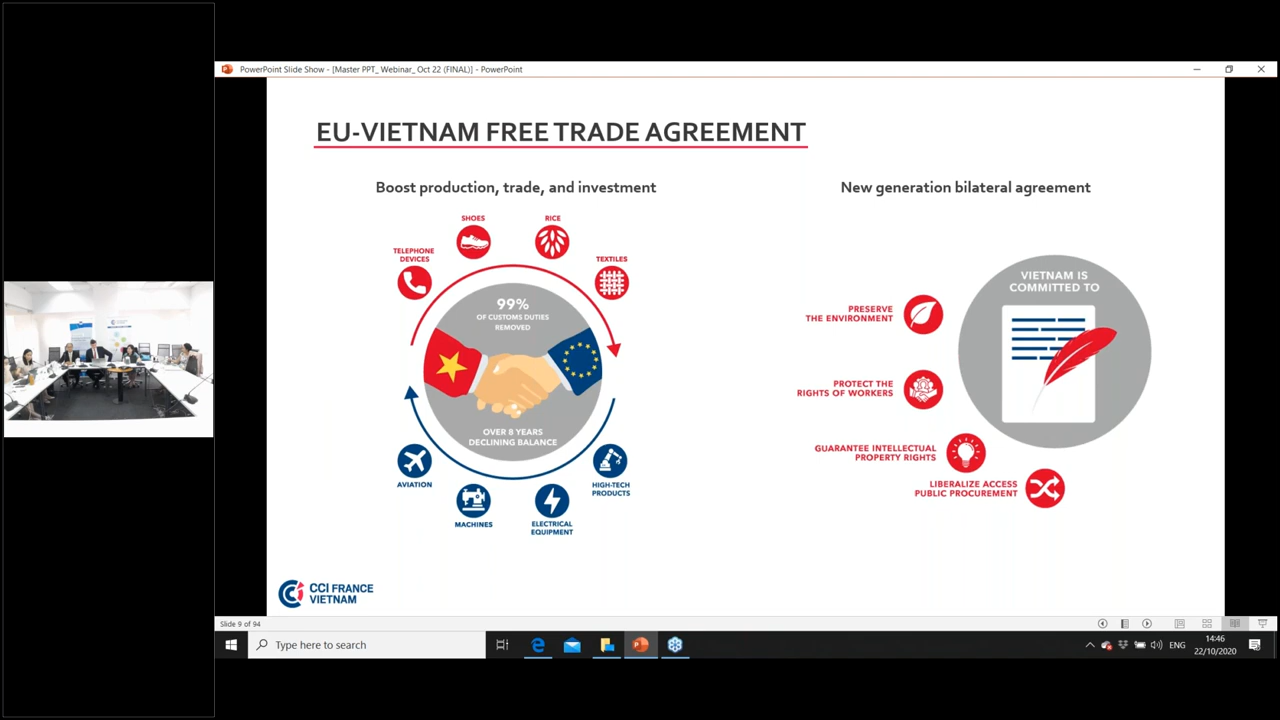 PowerPoint Slide Show - [Master PPT_ Webinar_ Oct 22 (FINAL)] - PowerPoint
EU-VIETNAM FREE TRADE AGREEMENT
Boost production, trade, and investment
SHOES
RICE
TELEPHONE
DEVICES
TEXTILES
99%
OF CUSTOMS DUTIES
REMOVED
OVER 8 YEARS
DECLINING BALANCE
AVIATION
HIGH-TECH
PRODUCTS
MACHINES
ELECTRICAL
EQUIPMENT
New generation bilateral agreement
VIETNAM IS
COMMITTED TO
PRESERVE
THE ENVIRONMENT
PROTECT THE
RIGHTS OF WORKERS
GUARANTEE INTELLECTUAL
PROPERTY RIGHTS
LIBERALIZE ACCESS
PUBLIC PROCUREMENT
CCI FRANCE
VIETNAM
Slide 9 of 94
Type here to search
ENG
14:46
22/10/2020